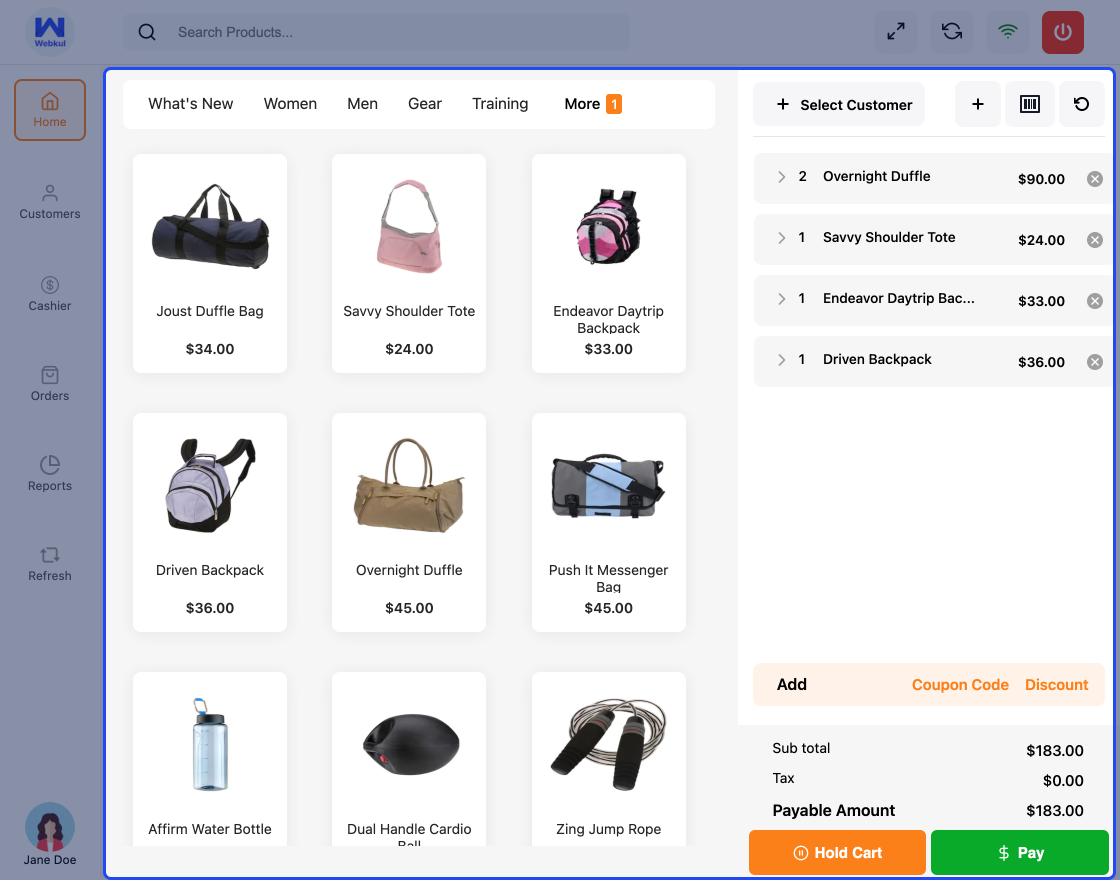 Webkul
Search Products...
Home
Customers
Cashier
Orders
Reports
Refresh
Jane Doe
What's New Women Men Gear Training More 1
Joust Duffle Bag
$34.00
Savvy Shoulder Tote
$24.00
Endeavor Daytrip
Backpack
$33.00
Driven Backpack
$36.00
Overnight Duffle
$45.00
Push It Messenger
Bag
$45.00
Affirm Water Bottle
Dual Handle Cardio
Ball
Zing Jump Rope
+ Select Customer +
2 Overnight Duffle $90.00
1 Savvy Shoulder Tote $24.00
1 Endeavor Daytrip Bac... $33.00
1 Driven Backpack $36.00
Add Coupon Code Discount
Sub total $183.00
Tax $0.00
Payable Amount $183.00
Hold Cart
$ Pay